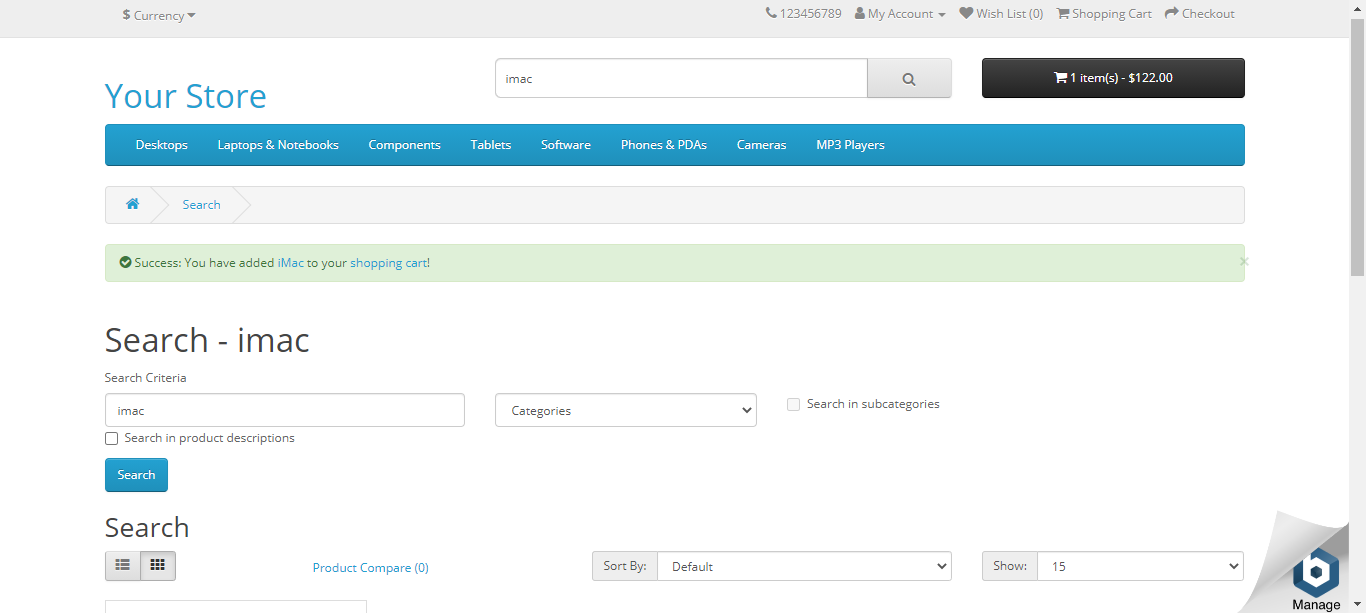 $ Currency
123456789 My Account Wish List (0) Shopping Cart Checkout
Your Store
imac
1 item(s) - $122.00
Desktops Laptops & Notebooks Components Tablets Software Phones & PDAs Cameras MP3 Players
Search
Success: You have added iMac to your shopping cart!
×
Search - imac
Search Criteria
imac
Categories
Search in subcategories
Search in product descriptions
Search
Search
Product Compare (0)
Sort By: Default
Show: 15
Manage